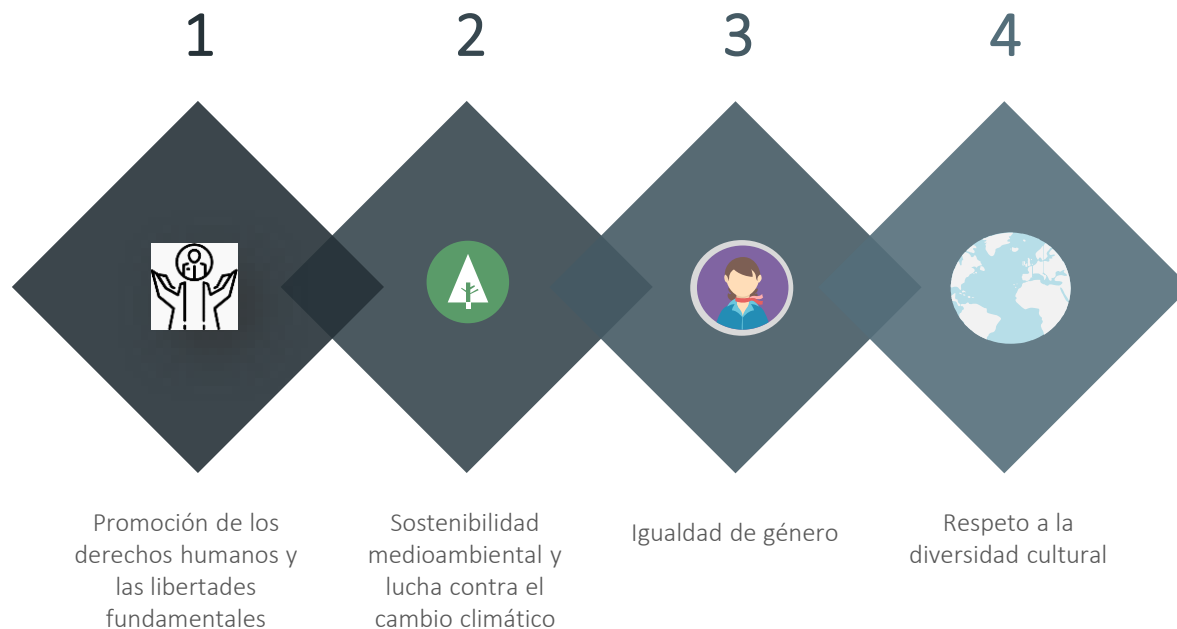 1
2
3
4
Promoción de los
derechos humanos y
las libertades
fundamentales
Sostenibilidad
medioambiental y
lucha contra el
cambio climático
Igualdad de género
Respeto a la
diversidad cultural